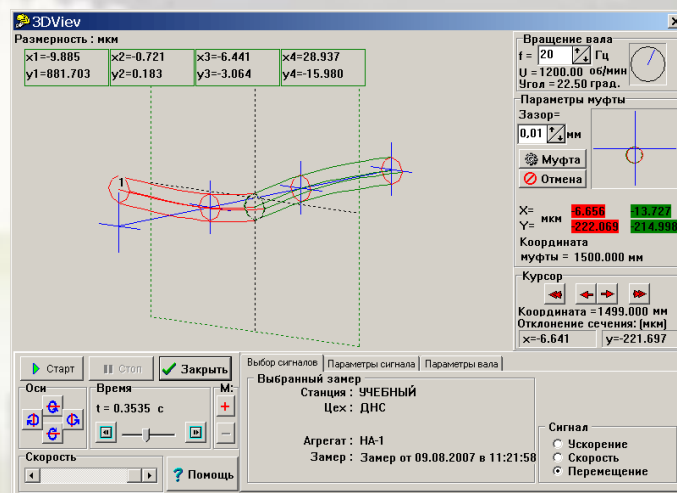 3DView
Размерность : мкм
x1=-9.885 x2=-0.721 x3=-6.441 x4=28.937
y1=881.703 y2=0.183 y3=-3.064 y4=-15.980
1
Вращение вала
f = 20 Гц
U = 1200.00 об/мин
Угол = 22.50 град.
Параметры муфты
Зазор=
0,01 мм
Муфта
Отмена
X= мкм -6.656 -13.727
Y= -222.069 -214.998
Координата
муфты = 1500.000 мм
Курсор
Координата =1499.000 мм
Отклонение сечения: (мкм)
x=-6.641 y=-221.697
Старт Стоп Закрыть
Оси Время М:
t = 0.3535 с
+
−
Скорость
? Помощь
Выбор сигналов Параметры сигнала Параметры вала
Выбранный замер
Станция : УЧЕБНЫЙ
Цех : ДНС
Агрегат : НА-1
Замер : Замер от 09.08.2007 в 11:21:58
Сигнал
Ускорение
Скорость
Перемещение